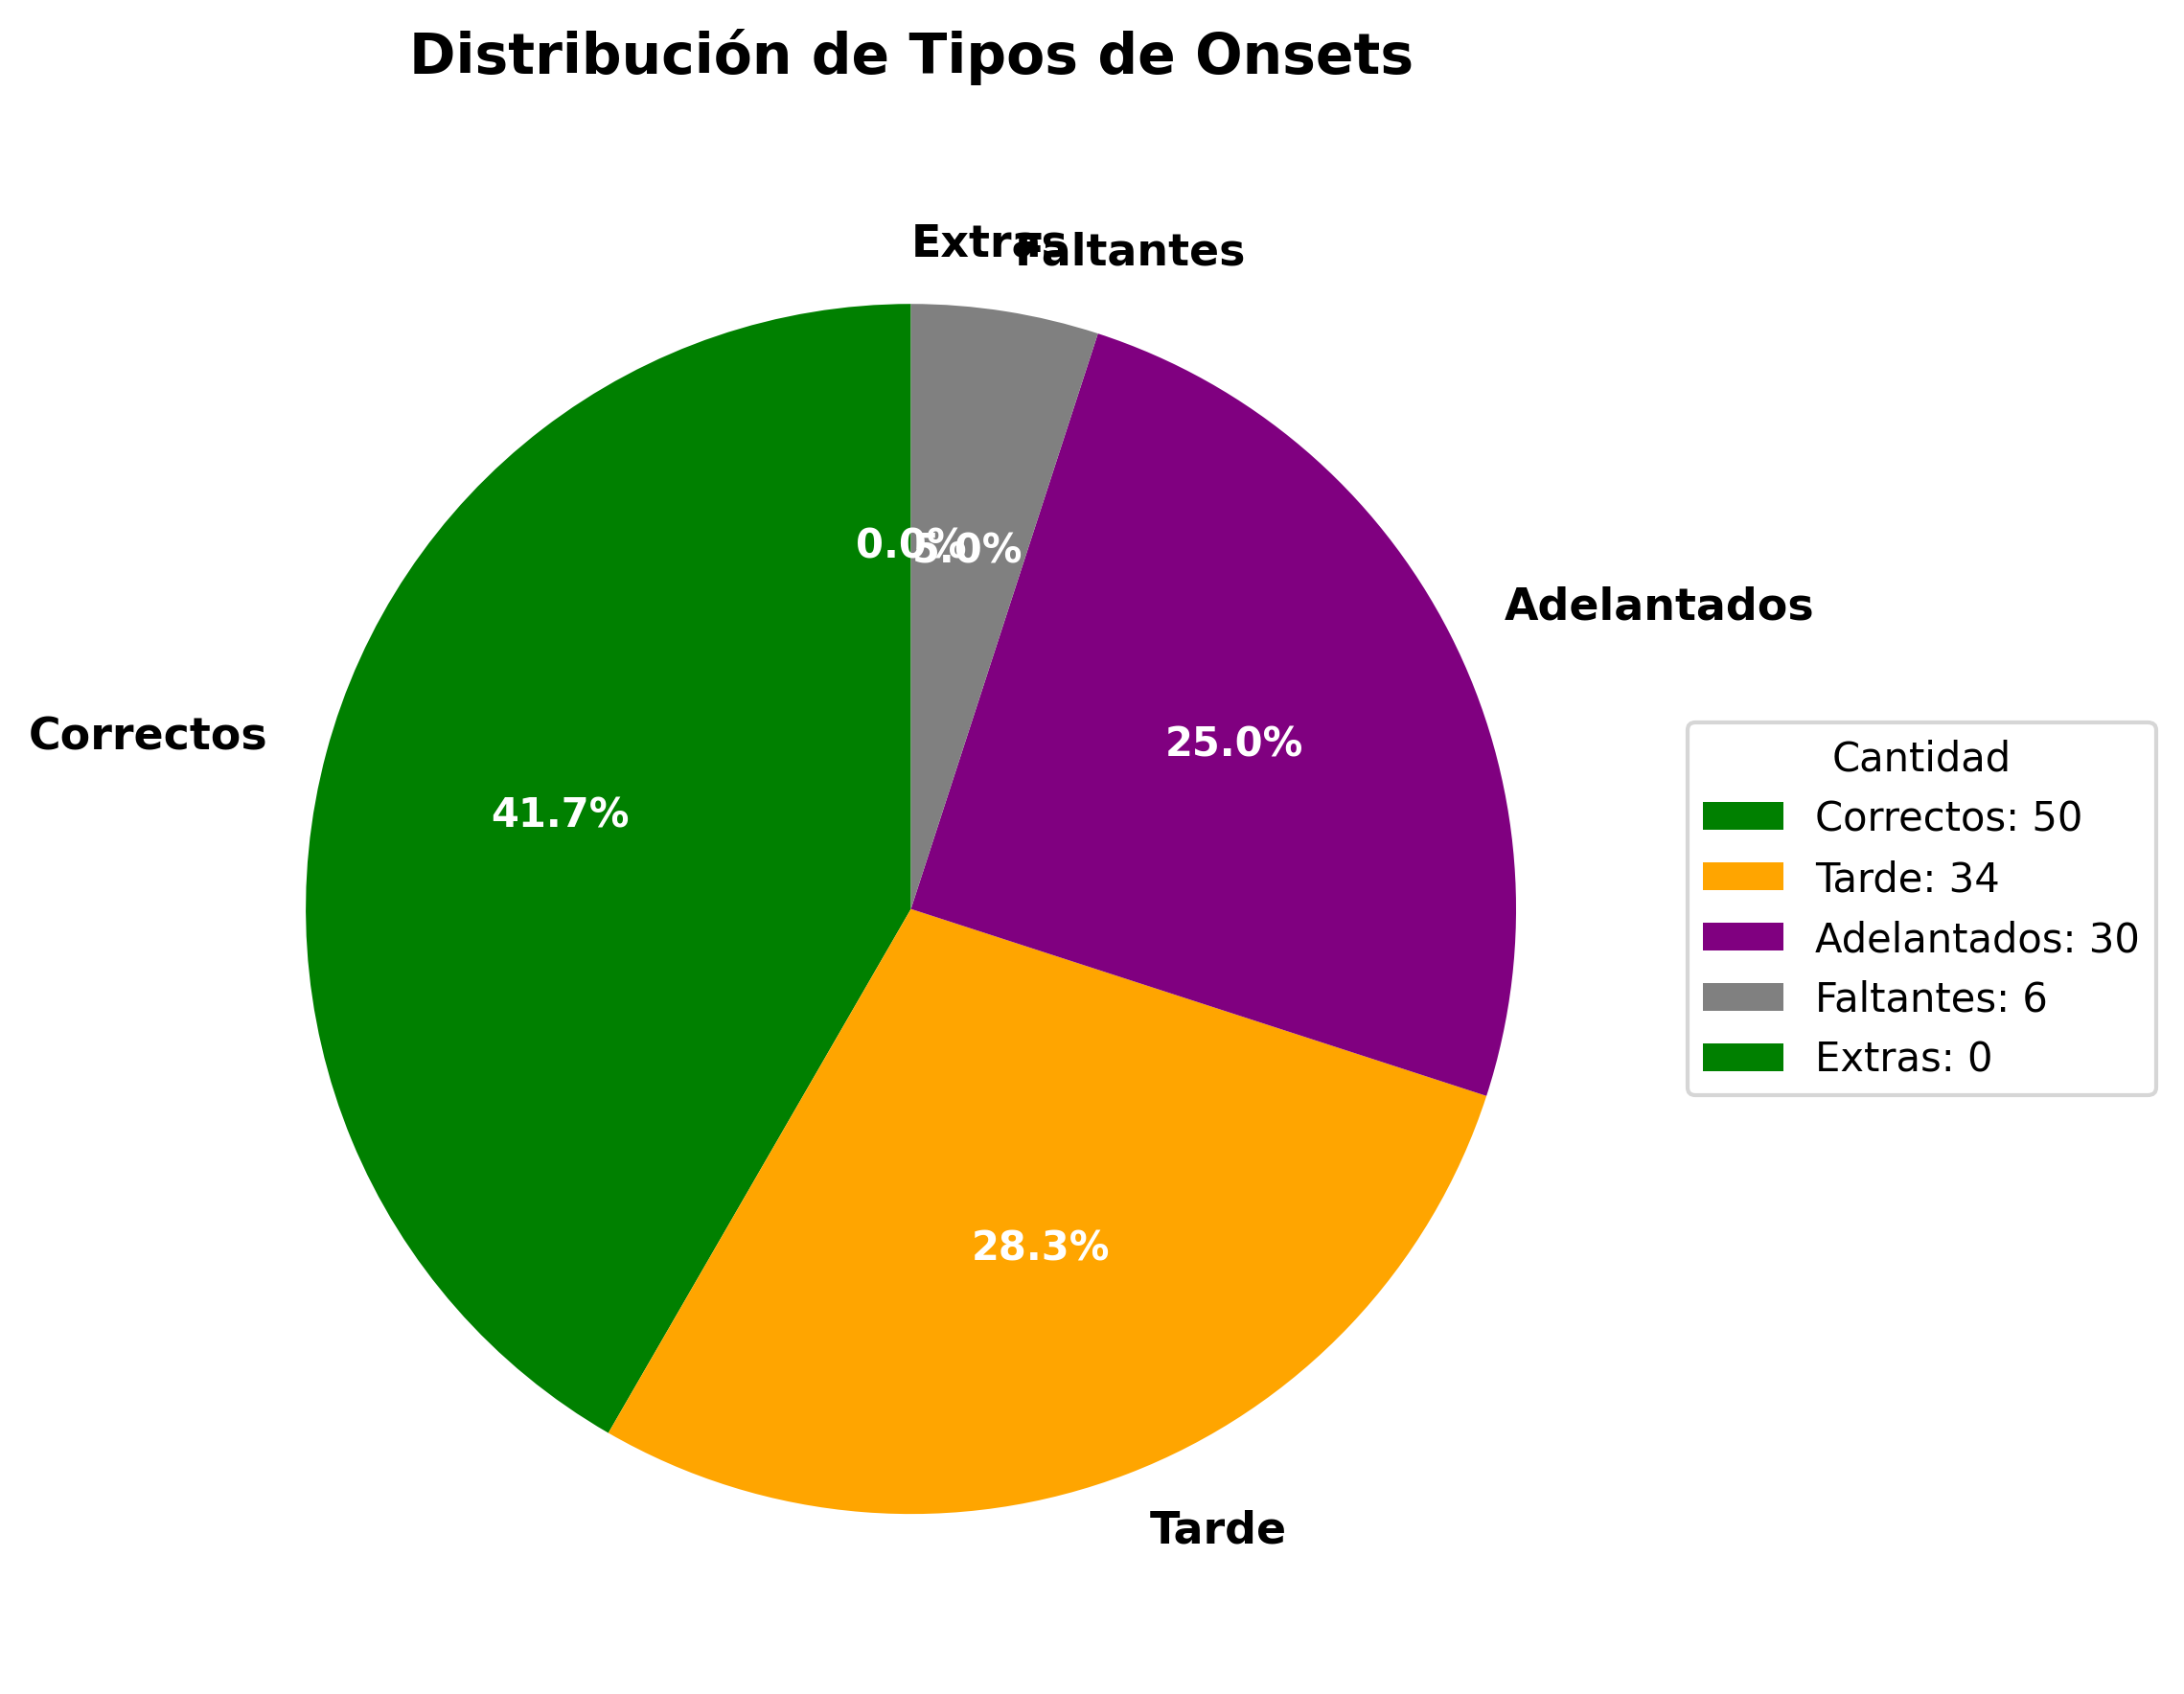 Distribución de Tipos de Onsets
Extras
Faltantes
0.0%
5.0%
Adelantados
Correctos
25.0%
41.7%
Cantidad
Correctos: 50
Tarde: 34
Adelantados: 30
Faltantes: 6
Extras: 0
28.3%
Tarde